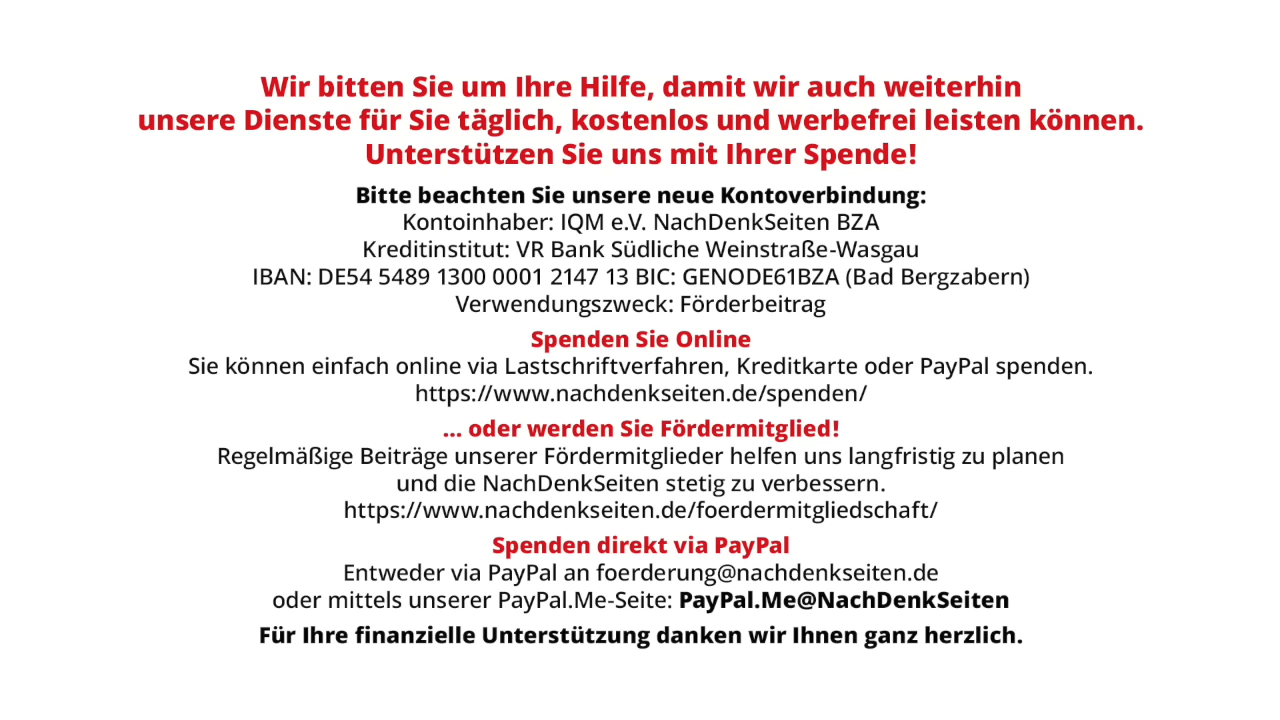 Wir bitten Sie um Ihre Hilfe, damit wir auch weiterhin
unsere Dienste für Sie täglich, kostenlos und werbefrei leisten können.
Unterstützen Sie uns mit Ihrer Spende!
Bitte beachten Sie unsere neue Kontoverbindung:
Kontoinhaber: IQM e.V. NachDenkSeiten BZA
Kreditinstitut: VR Bank Südliche Weinstraße-Wasgau
IBAN: DE54 5489 1300 0001 2147 13 BIC: GENODE61BZA (Bad Bergzabern)
Verwendungszweck: Förderbeitrag
Spenden Sie Online
Sie können einfach online via Lastschriftverfahren, Kreditkarte oder PayPal spenden.
https://www.nachdenkseiten.de/spenden/
... oder werden Sie Fördermitglied!
Regelmäßige Beiträge unserer Fördermitglieder helfen uns langfristig zu planen
und die NachDenkSeiten stetig zu verbessern.
https://www.nachdenkseiten.de/foerdermitgliedschaft/
Spenden direkt via PayPal
Entweder via PayPal an foerderung@nachdenkseiten.de
oder mittels unserer PayPal.Me-Seite: PayPal.Me@NachDenkSeiten
Für Ihre finanzielle Unterstützung danken wir Ihnen ganz herzlich.